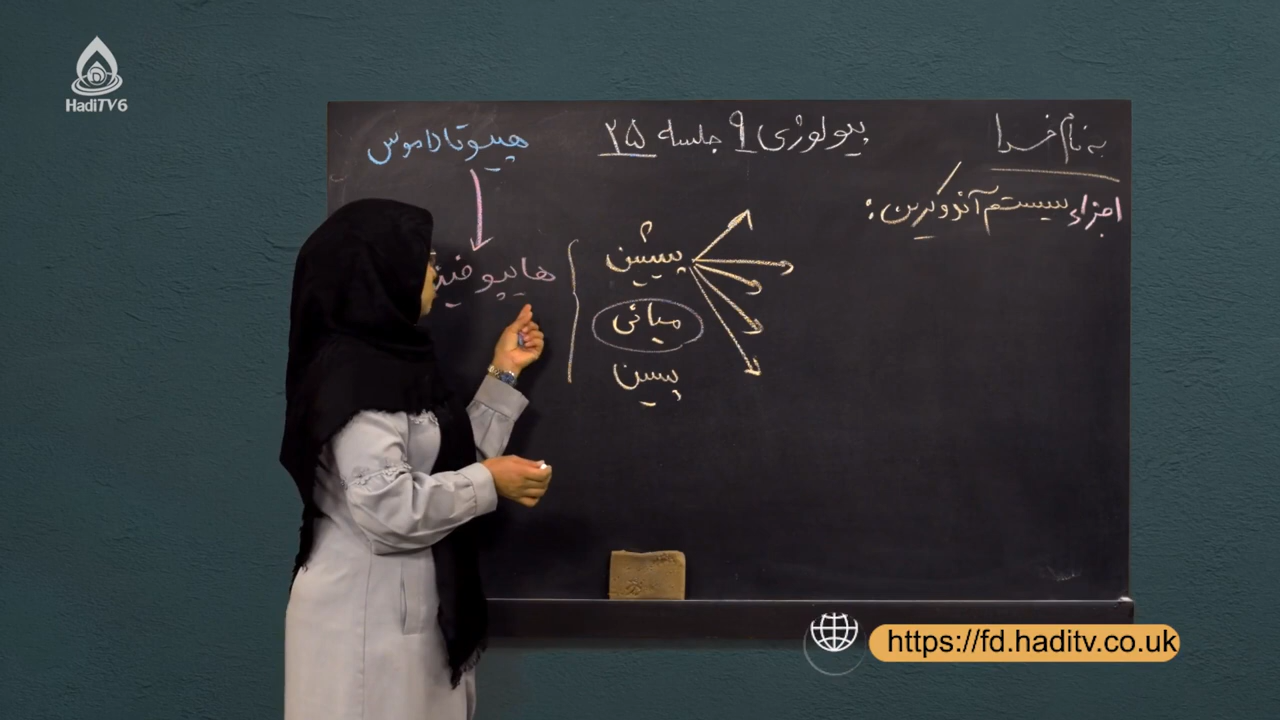 HadiTV6
به نام خدا
بیولوژی ۹ جلسه ۲۵
اجزاء سیستم آندوکرین:
هیپوتالاموس
هایپوفیز
پیشین
میانی
پسین
https://fd.haditv.co.uk